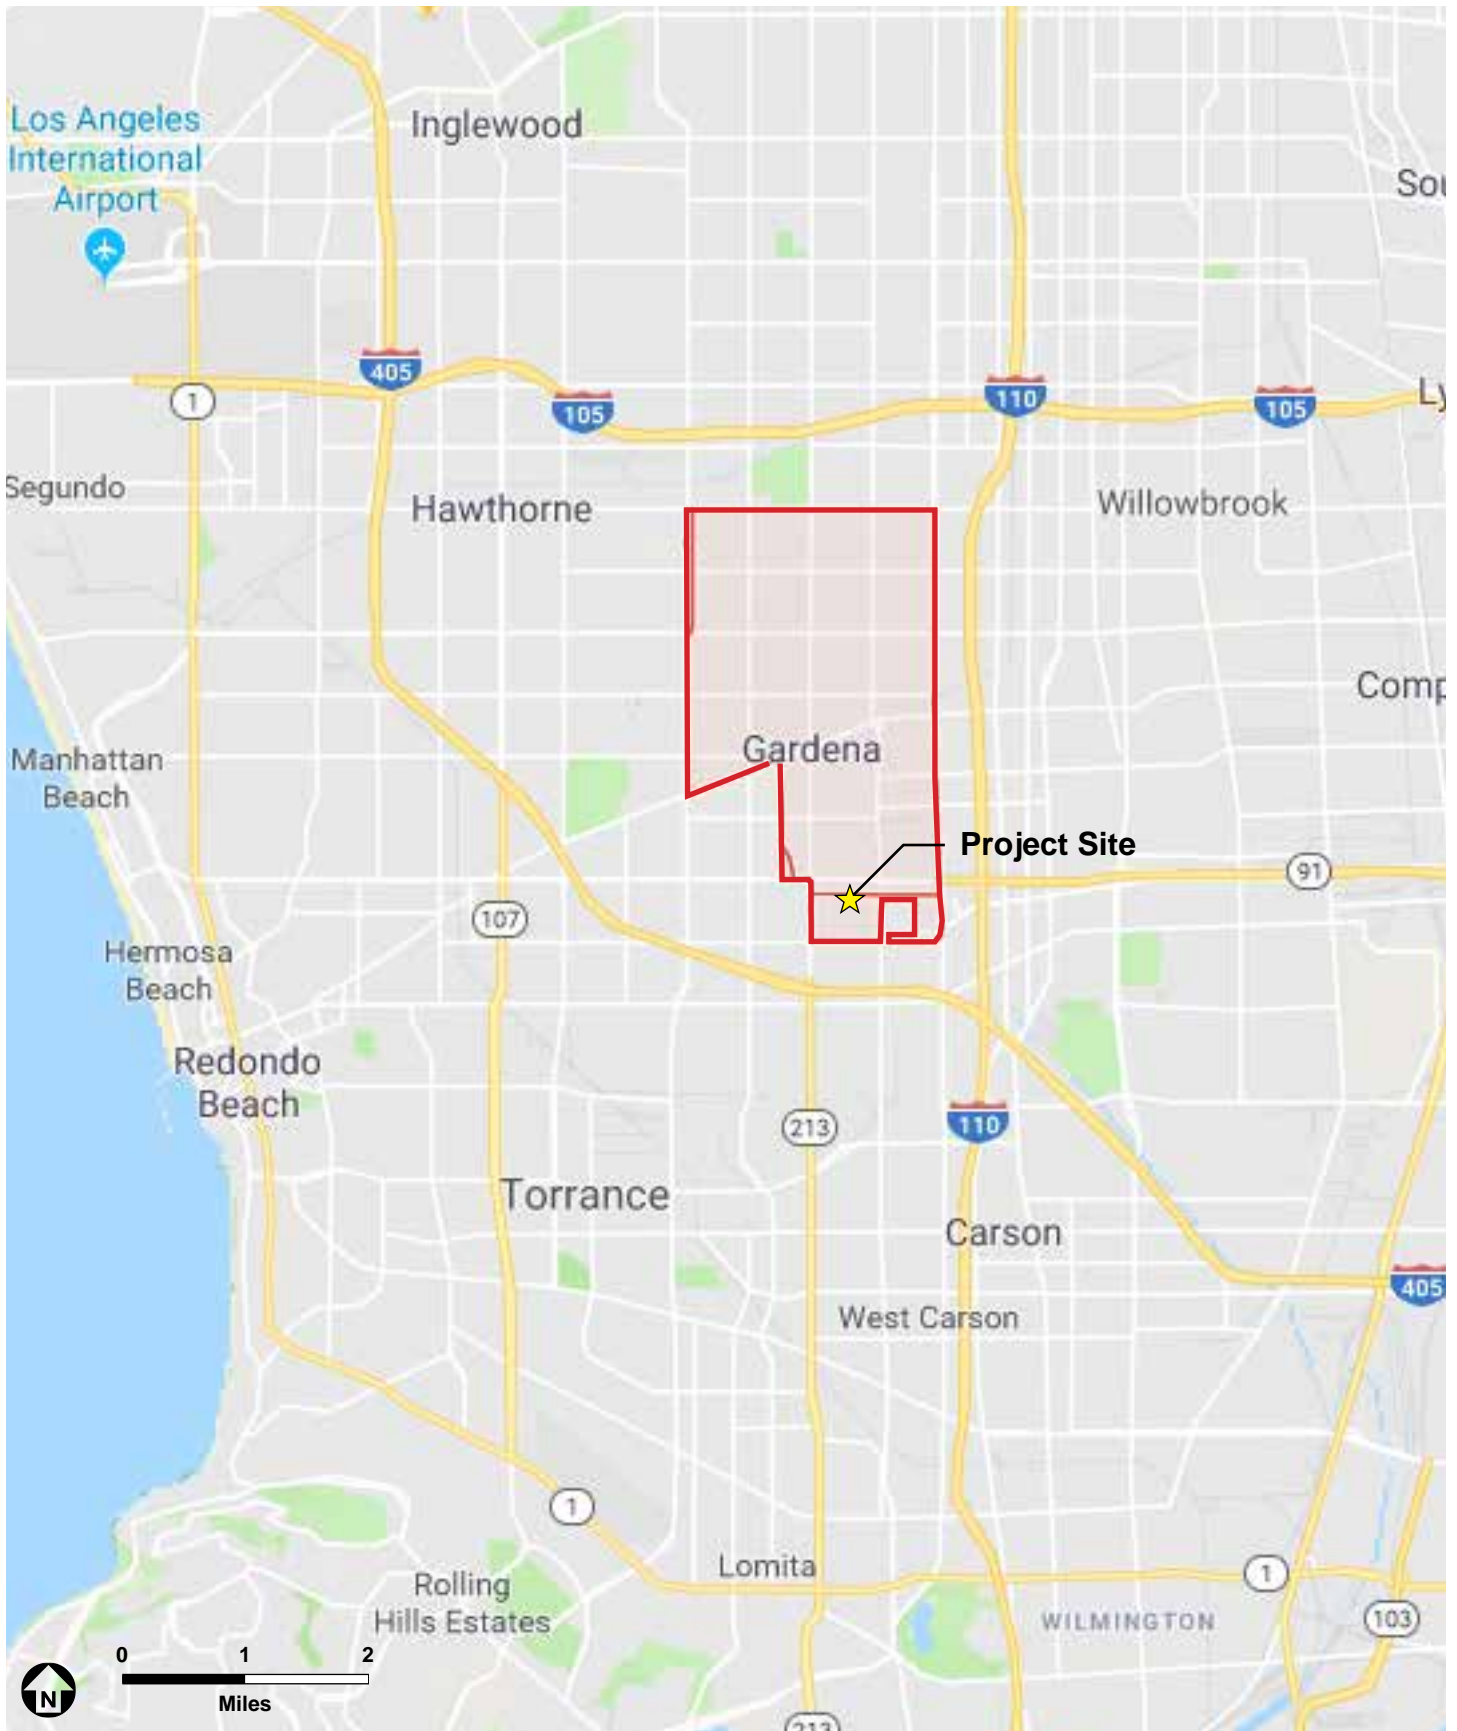 Los Angeles
International
Airport
Inglewood
Sou
405
1
105
110
105
Ly
Segundo
Hawthorne
Willowbrook
Comp
Gardena
Manhattan
Beach
Project Site
91
107
Hermosa
Beach
Redondo
Beach
213
110
Torrance
Carson
405
West Carson
1
Lomita
1
Rolling
Hills Estates
WILMINGTON
103
0 1 2
Miles
N
213